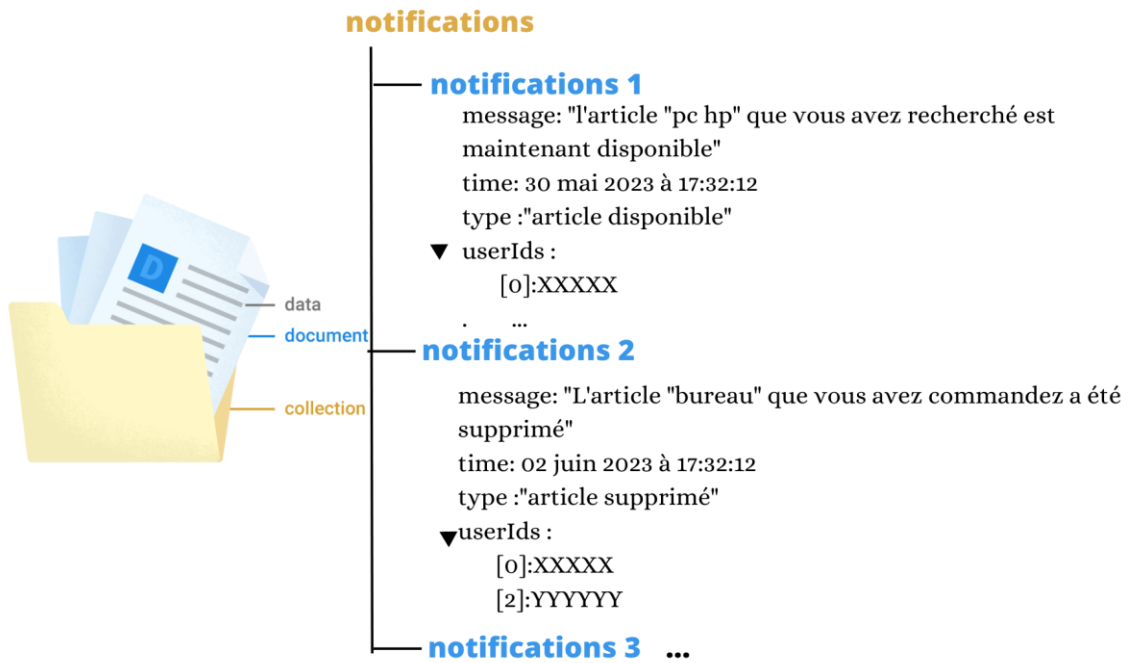 notifications
notifications 1
message: "l'article "pc hp" que vous avez recherché est
maintenant disponible"
time: 30 mai 2023 à 17:32:12
type :"article disponible"
▼ userIds :
[0]:XXXXX
. ...
D
data
document
collection
notifications 2
message: "L'article "bureau" que vous avez commandez a été
supprimé"
time: 02 juin 2023 à 17:32:12
type :"article supprimé"
▼userIds :
[0]:XXXXX
[2]:YYYYYY
notifications 3 ...